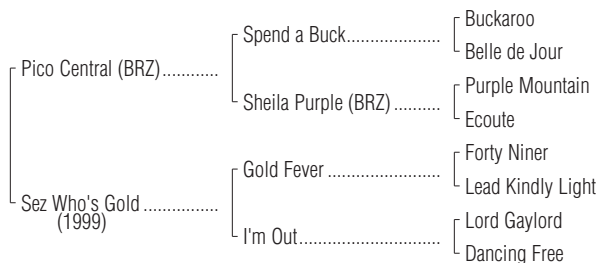 Buckaroo
Spend a Buck.....................
Belle de Jour
Pico Central (BRZ)............
Purple Mountain
Sheila Purple (BRZ) ..........
Ecoute
Forty Niner
Gold Fever .........................
Lead Kindly Light
Sez Who's Gold ................
(1999)
Lord Gaylord
I'm Out...............................
Dancing Free